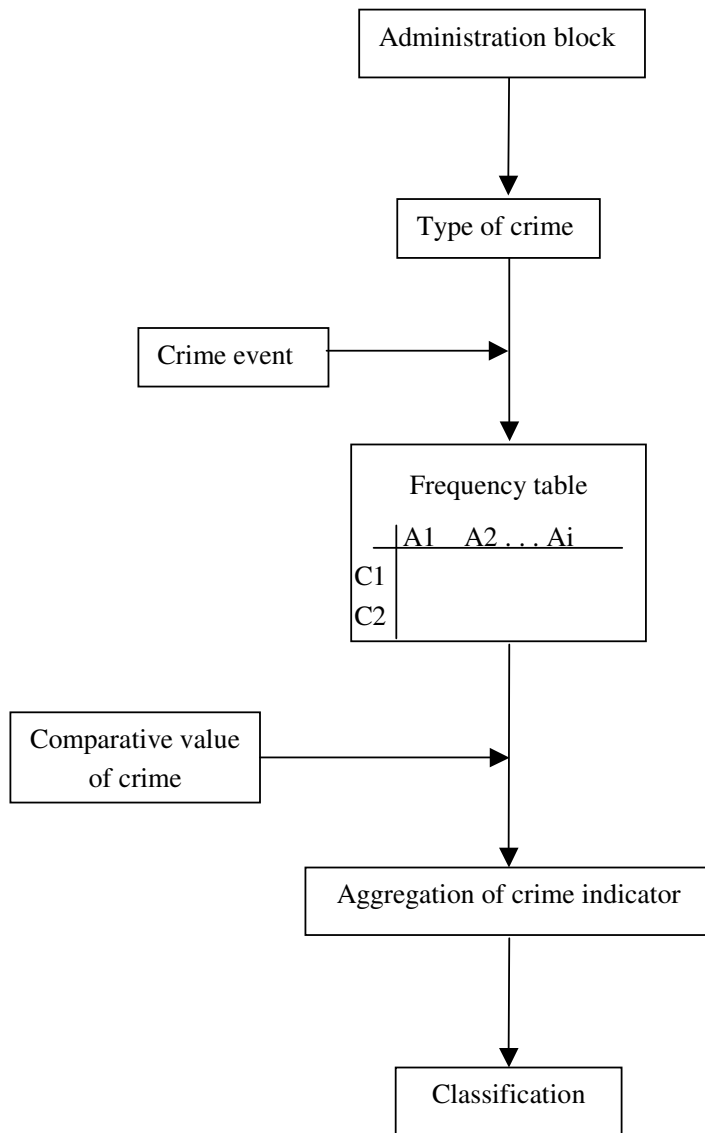 Administration block
Type of crime
Crime event
Frequency table
A1 A2 . . . Ai
C1
C2
Comparative value
of crime
Aggregation of crime indicator
Classification